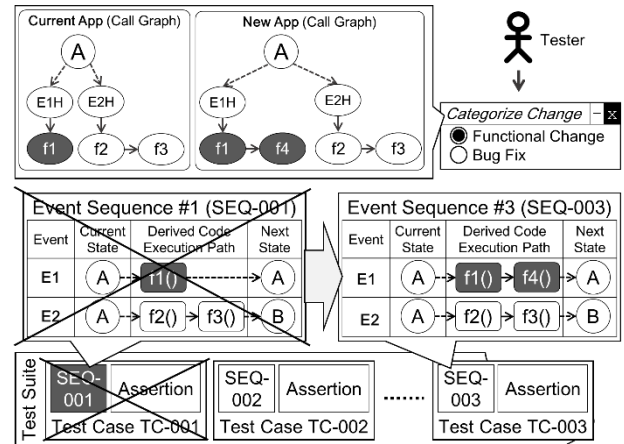 Current App (Call Graph)
A
E1H
E2H
f1
f2
f3
New App (Call Graph)
A
E1H
E2H
f1
f4
f2
f3
Tester
Categorize Change
-
x
Functional Change
Bug Fix
Event Sequence #1 (SEQ-001)
Event
Current
State
Derived Code
Execution Path
Next
State
E1
A
f1()
A
E2
A
f2()
f3()
B
Event Sequence #3 (SEQ-003)
Event
Current
State
Derived Code
Execution Path
Next
State
E1
A
f1()
f4()
A
E2
A
f2()
f3()
B
Test Suite
SEQ-
001
Assertion
Test Case TC-001
SEQ-
002
Assertion
Test Case TC-002
SEQ-
003
Assertion
Test Case TC-003